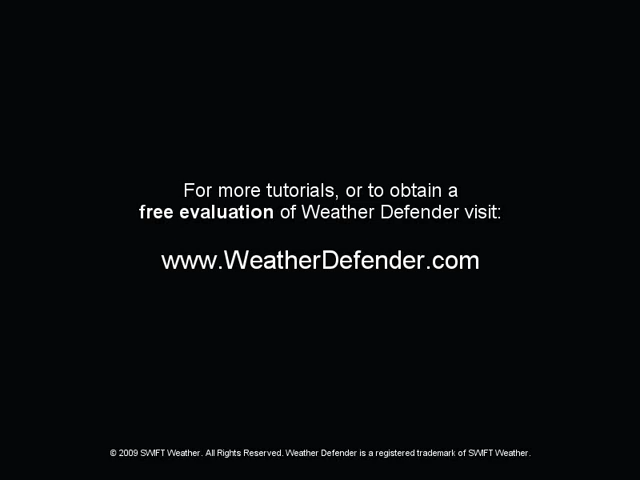 For more tutorials, or to obtain a
free evaluation of Weather Defender visit:
www.WeatherDefender.com
© 2009 SWIFT Weather. All Rights Reserved. Weather Defender is a registered trademark of SWIFT Weather.